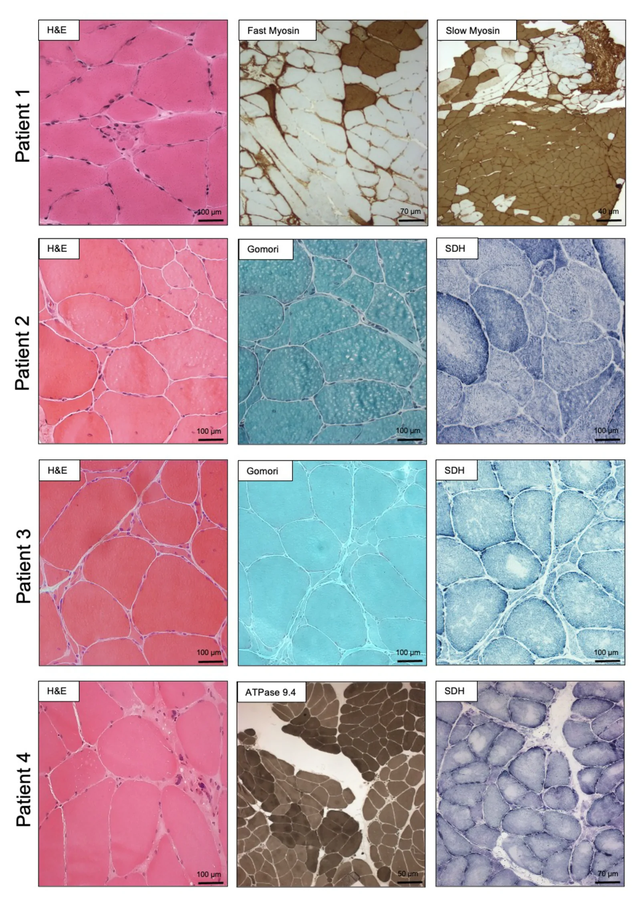 Patient 1
H&E
Fast Myosin
Slow Myosin
100 µm
70 µm
40 µm
Patient 2
H&E
Gomori
SDH
100 µm
100 µm
100 µm
Patient 3
H&E
Gomori
SDH
100 µm
100 µm
100 µm
Patient 4
H&E
ATPase 9.4
SDH
100 µm
50 µm
70 µm